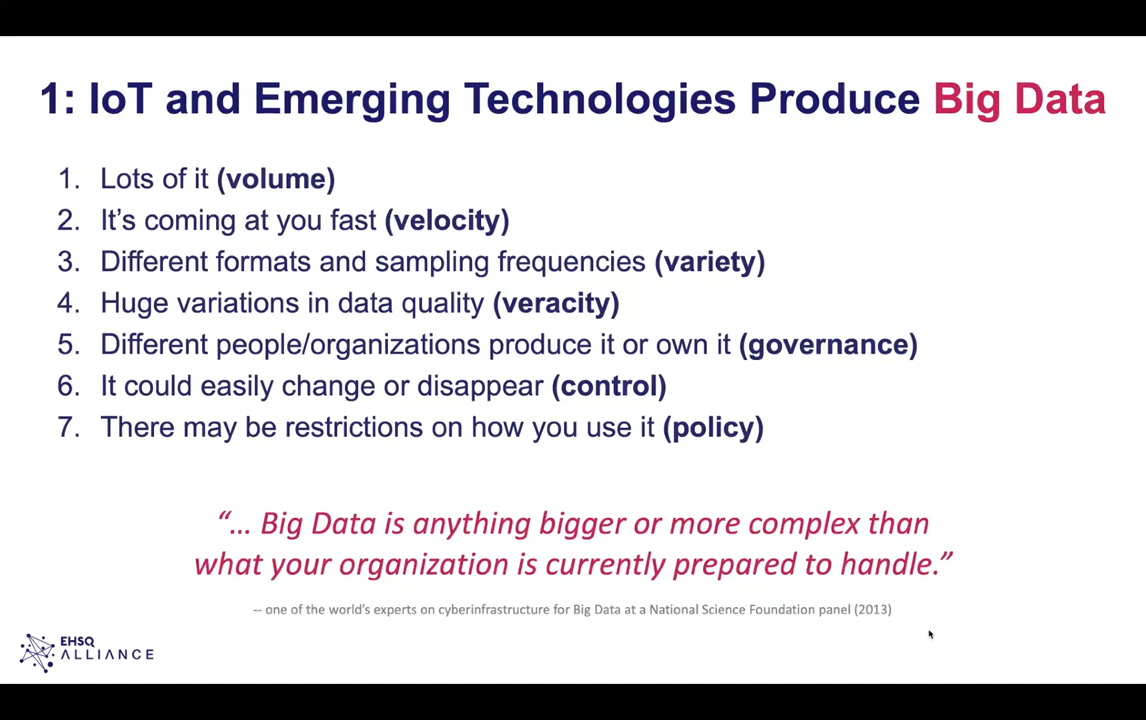 1: IoT and Emerging Technologies Produce Big Data
1. Lots of it (volume)
2. It’s coming at you fast (velocity)
3. Different formats and sampling frequencies (variety)
4. Huge variations in data quality (veracity)
5. Different people/organizations produce it or own it (governance)
6. It could easily change or disappear (control)
7. There may be restrictions on how you use it (policy)
“… Big Data is anything bigger or more complex than
what your organization is currently prepared to handle.”
-- one of the world’s experts on cyberinfrastructure for Big Data at a National Science Foundation panel (2013)
EHSQ
ALLIANCE